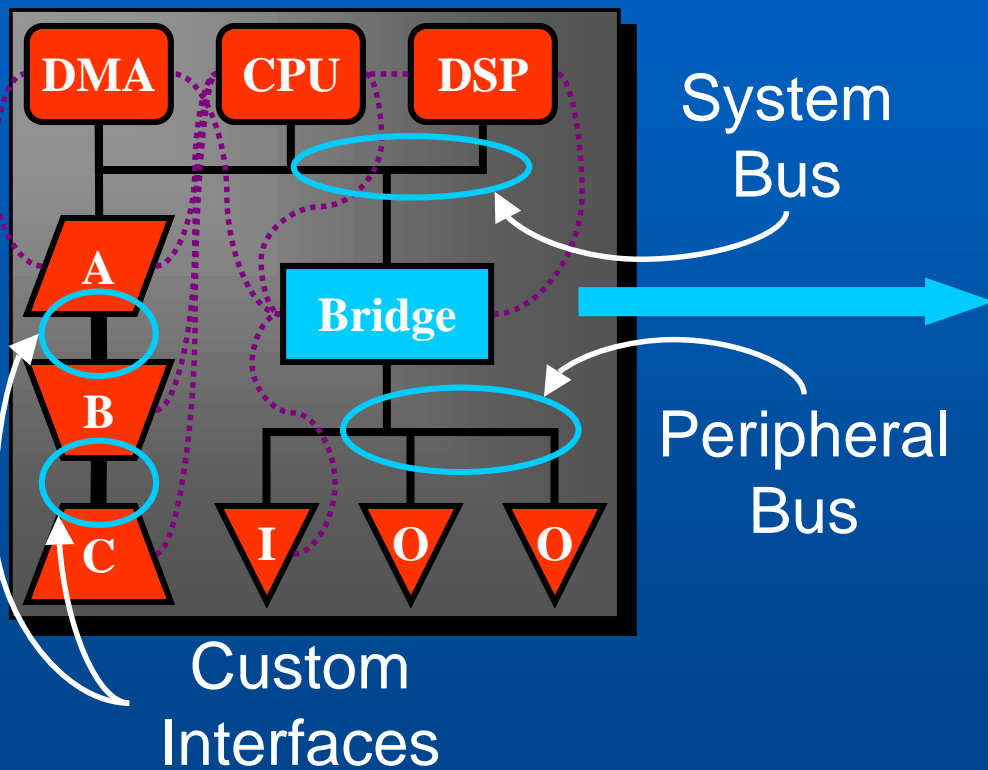 DMA
CPU
DSP
System
Bus
A
Bridge
B
Peripheral
Bus
C
I
O
O
Custom
Interfaces